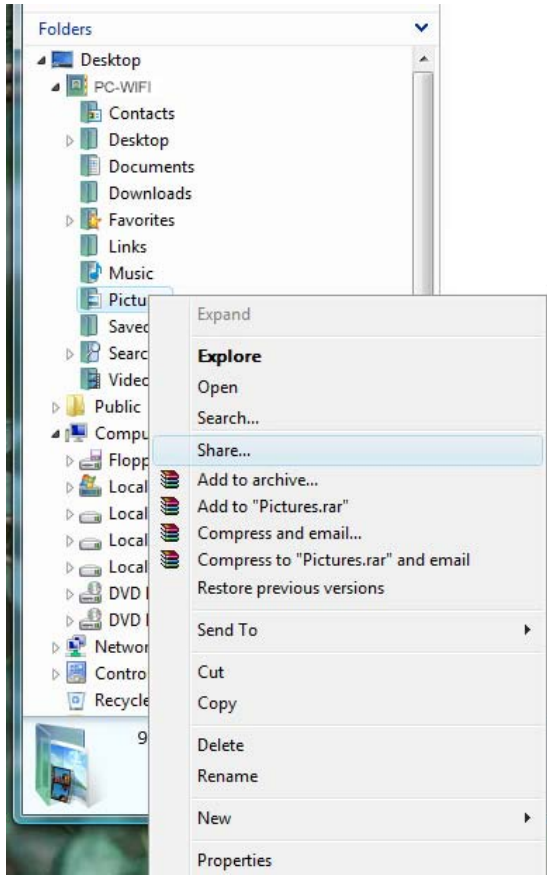 Folders
Desktop
PC-WIFI
Contacts
Desktop
Documents
Downloads
Favorites
Links
Music
Pictu
Saved
Searc
Video
Public
Compu
Flopp
Local
Local
Local
Local
DVD
DVD
Networ
Contro
Recycle
9
Expand
Explore
Open
Search...
Share...
Add to archive...
Add to "Pictures.rar"
Compress and email...
Compress to "Pictures.rar" and email
Restore previous versions
Send To
Cut
Copy
Delete
Rename
New
Properties